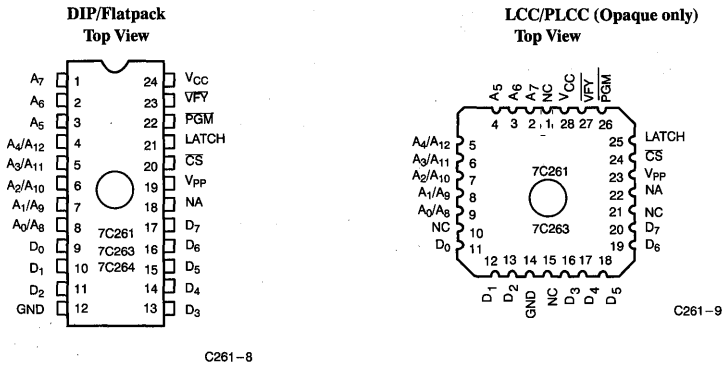 DIP/Flatpack
Top View
A7 1 24 VCC
A6 2 23 VFY
A5 3 22 PGM
A4/A12 4 21 LATCH
A3/A11 5 20 CS
A2/A10 6 19 VPP
A1/A9 7 18 NA
A0/A8 8 7C261 17 D7
D0 9 7C263 16 D6
D1 10 7C264 15 D5
D2 11 14 D4
GND 12 13 D3
C261-8
LCC/PLCC (Opaque only)
Top View
A5 A6 A7 NC VCC VFY PGM
4 3 2 1 28 27 26
A4/A12 5 25 LATCH
A3/A11 6 24 CS
A2/A10 7 7C261 23 VPP
A1/A9 8 22 NA
A0/A8 9 21 NC
NC 10 7C263 20 D7
D0 11 19 D6
12 13 14 15 16 17 18
D1 D2 GND NC D3 D4 D5
C261-9